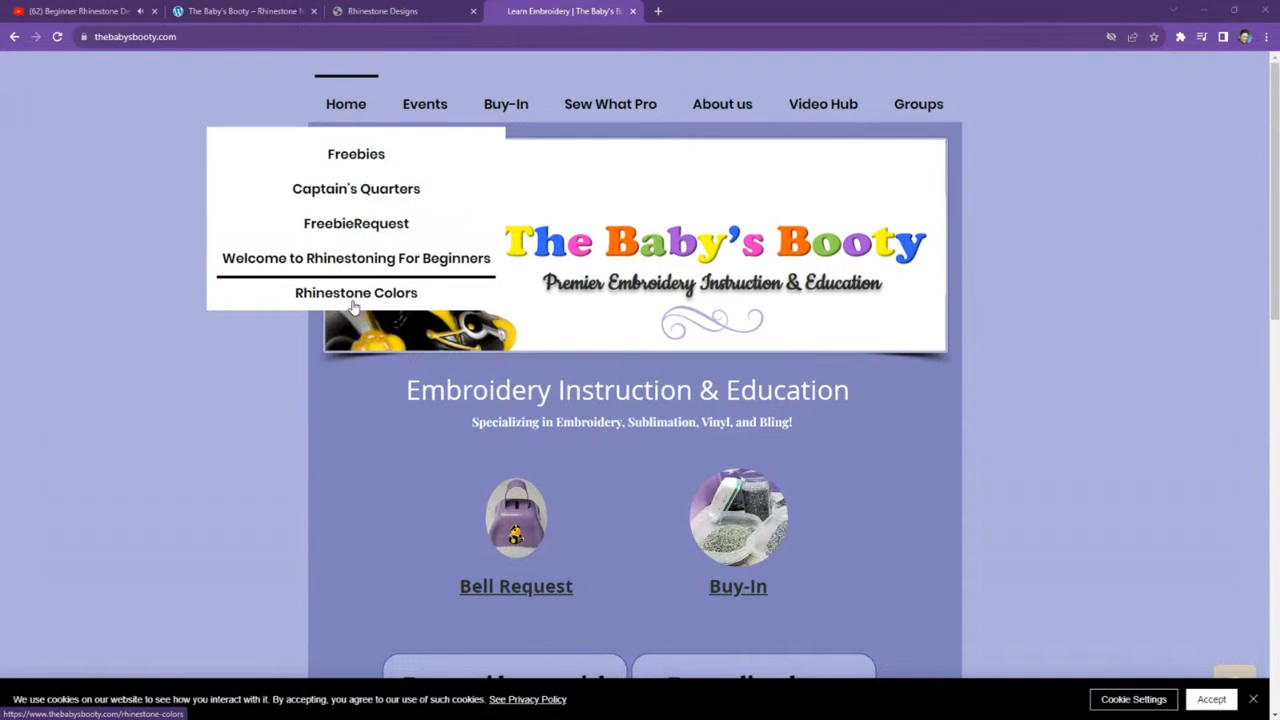 (62) Beginner Rhinestone De
The Baby's Booty – Rhinestone N
Rhinestone Designs
Learn Embroidery | The Baby's B
thebabysbooty.com
Home
Events
Buy-In
Sew What Pro
About us
Video Hub
Groups
Freebies
Captain's Quarters
FreebieRequest
Welcome to Rhinestoning For Beginners
Rhinestone Colors
The Baby's Booty
Premier Embroidery Instruction & Education
Embroidery Instruction & Education
Specializing in Embroidery, Sublimation, Vinyl, and Bling!
Bell Request
Buy-In
We use cookies on our website to see how you interact with it. By accepting, you agree to our use of such cookies. See Privacy Policy
Cookie Settings
Accept
https://www.thebabysbooty.com/rhinestone-colors